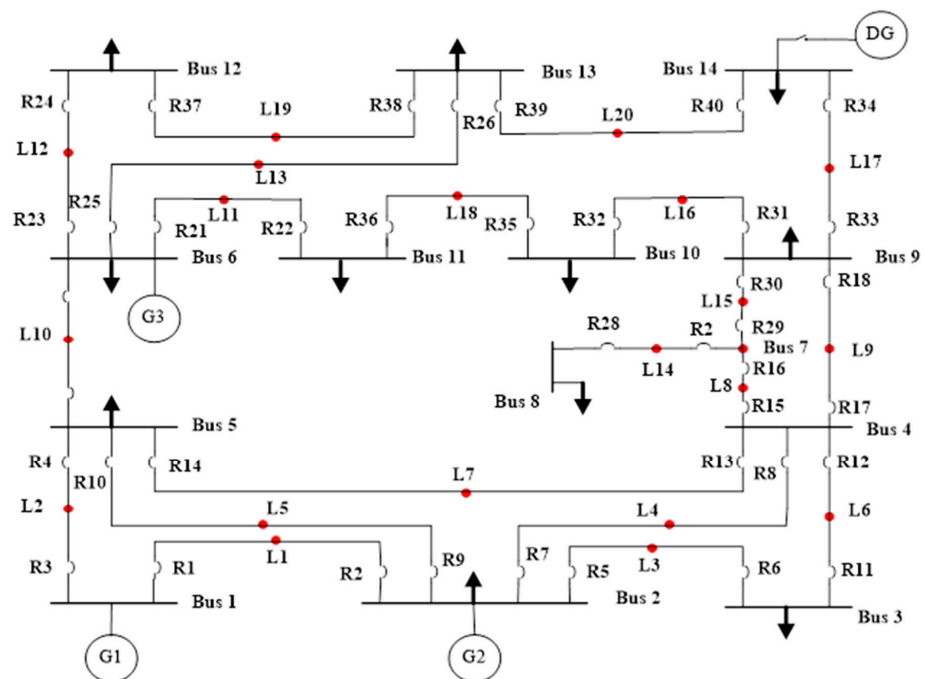 DG
Bus 12
Bus 13
Bus 14
R24
R37
L19
R38
R26
R39
L20
R40
R34
L12
L13
L17
R25
R23
R21
L11
R22
R36
L18
R35
R32
L16
R31
R33
Bus 6
Bus 11
Bus 10
Bus 9
G3
R30
R18
L15
L10
R28
R2
R29
Bus 7
L9
L14
R16
L8
Bus 8
R15
R17
Bus 5
Bus 4
R4
R10
R14
R13
R8
R12
L7
L2
L5
L4
L6
L1
L3
R3
R1
R2
R9
R7
R5
R6
R11
Bus 1
Bus 2
Bus 3
G1
G2